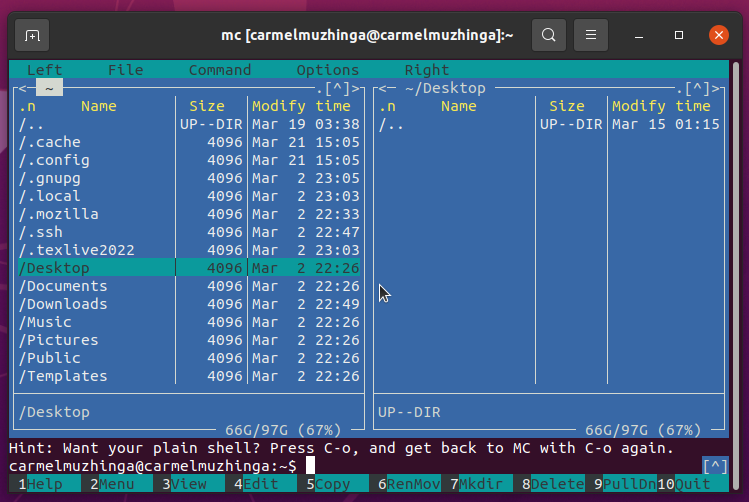 mc [carmelmuzhinga@carmelmuzhinga]:~
Left File Command Options Right
<- ~ .[^]> <- ~/Desktop .[^]>
.n Name Size Modify time .n Name Size Modify time
/.. UP--DIR Mar 19 03:38 /.. UP--DIR Mar 15 01:15
/.cache 4096 Mar 21 15:05
/.config 4096 Mar 21 15:05
/.gnupg 4096 Mar 2 23:05
/.local 4096 Mar 2 23:03
/.mozilla 4096 Mar 2 22:33
/.ssh 4096 Mar 2 22:47
/.texlive2022 4096 Mar 2 23:03
/Desktop 4096 Mar 2 22:26
/Documents 4096 Mar 2 22:26
/Downloads 4096 Mar 2 22:49
/Music 4096 Mar 2 22:26
/Pictures 4096 Mar 2 22:26
/Public 4096 Mar 2 22:26
/Templates 4096 Mar 2 22:26
/Desktop UP--DIR
66G/97G (67%) 66G/97G (67%)
Hint: Want your plain shell? Press C-o, and get back to MC with C-o again.
carmelmuzhinga@carmelmuzhinga:~$ [^]
1Help 2Menu 3View 4Edit 5Copy 6RenMov 7Mkdir 8Delete 9PullDn 10Quit